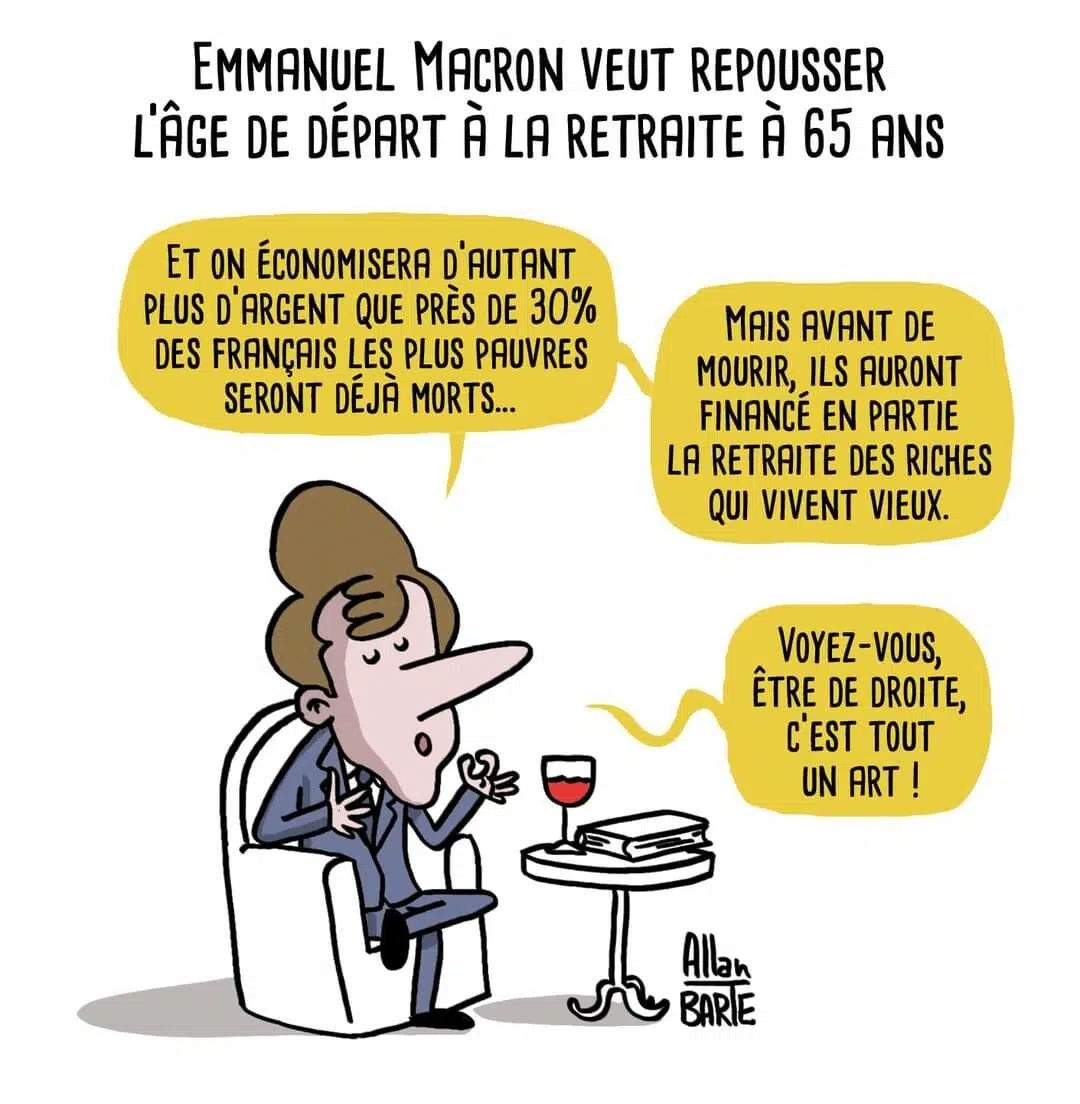 EMMANUEL MACRON VEUT REPOUSSER
L'ÂGE DE DÉPART À LA RETRAITE À 65 ANS
ET ON ÉCONOMISERA D'AUTANT
PLUS D'ARGENT QUE PRÈS DE 30%
DES FRANÇAIS LES PLUS PAUVRES
SERONT DÉJÀ MORTS...
MAIS AVANT DE
MOURIR, ILS AURONT
FINANCÉ EN PARTIE
LA RETRAITE DES RICHES
QUI VIVENT VIEUX.
VOYEZ-VOUS,
ÊTRE DE DROITE,
C'EST TOUT
UN ART !
Allan
BARTE